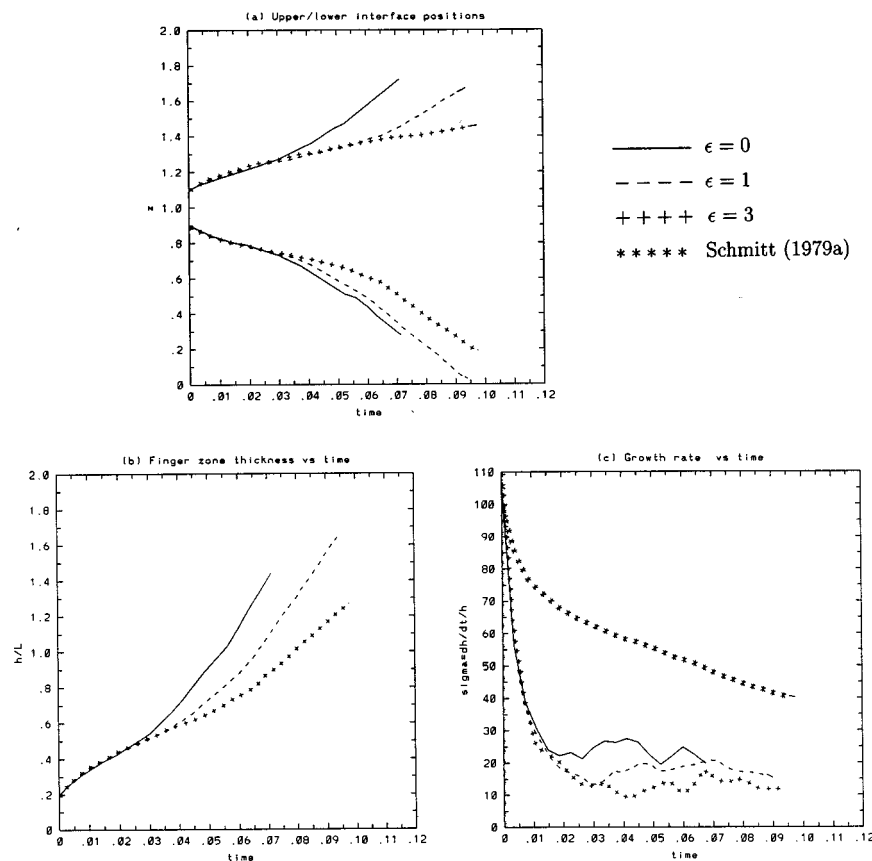 (a) Upper/lower interface positions
2.0
1.8
1.6
1.4
1.2
z 1.0
.8
.6
.4
.2
0
0 .01 .02 .03 .04 .05 .06 .07 .08 .09 .10 .11 .12
time
ϵ = 0
ϵ = 1
++++ ϵ = 3
***** Schmitt (1979a)
(b) Finger zone thickness vs time
2.0
1.8
1.6
1.4
1.2
h/L 1.0
.8
.6
.4
.2
0
0 .01 .02 .03 .04 .05 .06 .07 .08 .09 .10 .11 .12
time
(c) Growth rate vs time
110
100
90
80
70
60
sigma=dh/dt/h 50
40
30
20
10
0
0 .01 .02 .03 .04 .05 .06 .07 .08 .09 .10 .11 .12
time